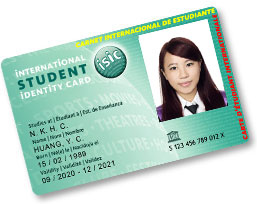 CARNET INTERNACIONAL DE ESTUDIANTE
INTERNATIONAL
STUDENT
IDENTITY CARD
isic
Studies at | Étudiant à | Est. de Enseñanza
N. K. H. C.
Name | Nom | Nombre
HUANG, Y. C.
Born | Né(e) le | Nacido/a el
15 / 02 / 1989
Validity | Validité | Validez
09 / 2020 - 12 / 2021
S 123 456 789 012 X